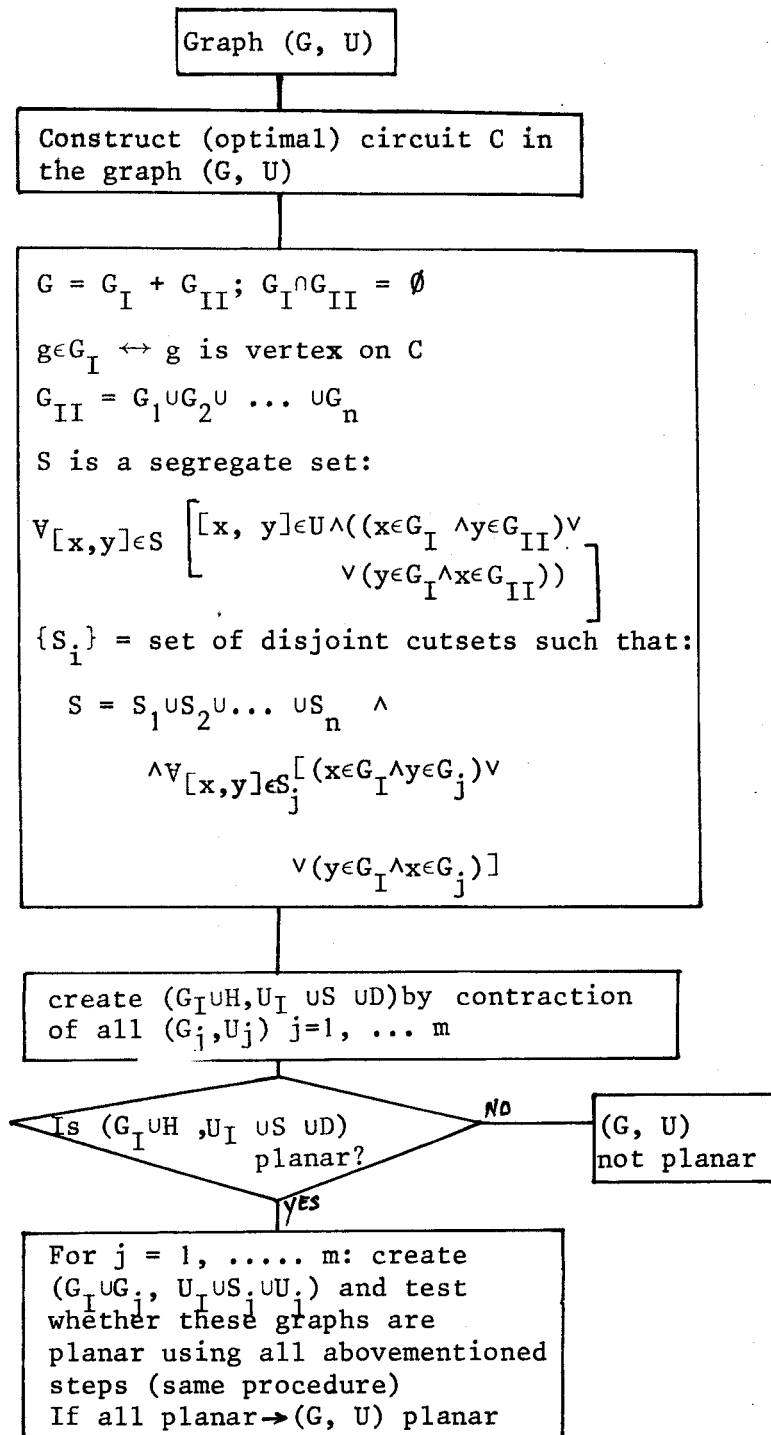 Graph (G, U)
Construct (optimal) circuit C in
the graph (G, U)
G = G_I + G_II; G_I∩G_II = Ø
g∈G_I ↔ g is vertex on C
G_II = G_1∪G_2∪ ... ∪G_n
S is a segregate set:
∀[x,y]∈S [[x, y]∈U∧((x∈G_I ∧y∈G_II)∨
∨(y∈G_I∧x∈G_II))]
{S_i} = set of disjoint cutsets such that:
S = S_1∪S_2∪... ∪S_n ∧
∧∀[x,y]∈S_j[(x∈G_I∧y∈G_j)∨
∨(y∈G_I∧x∈G_j)]
create (G_I∪H,U_I ∪S ∪D)by contraction
of all (G_j,U_j) j=1, ... m
Is (G_I∪H ,U_I ∪S ∪D)
planar?
NO
(G, U)
not planar
YES
For j = 1, ..... m: create
(G_I∪G_j, U_I∪S_j∪U_j) and test
whether these graphs are
planar using all abovementioned
steps (same procedure)
If all planar→(G, U) planar